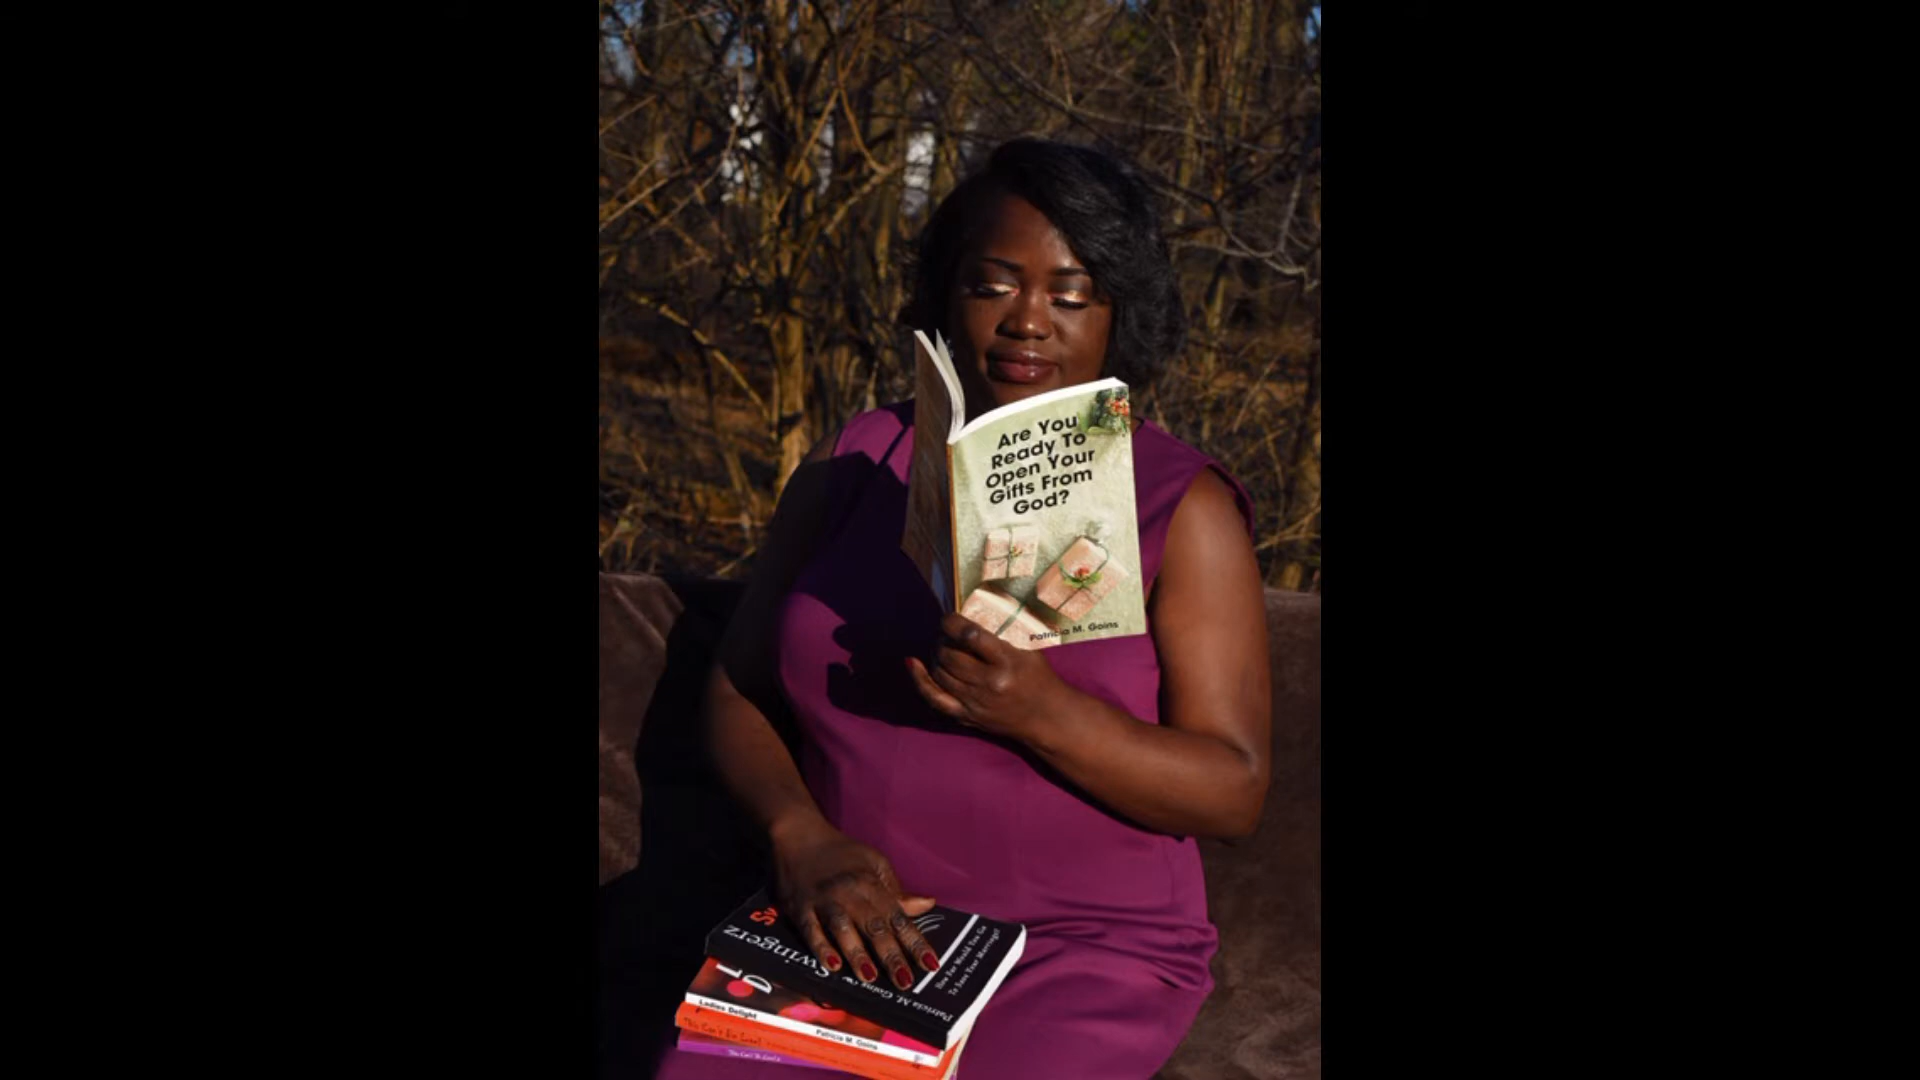 Are You
Ready To
Open Your
Gifts From
God?
Patricia M. Goins
Swingerz
How Far Would You Go
To Save Your Marriage?
Patricia M. Goins
Ladies Delight
Patricia M. Goins